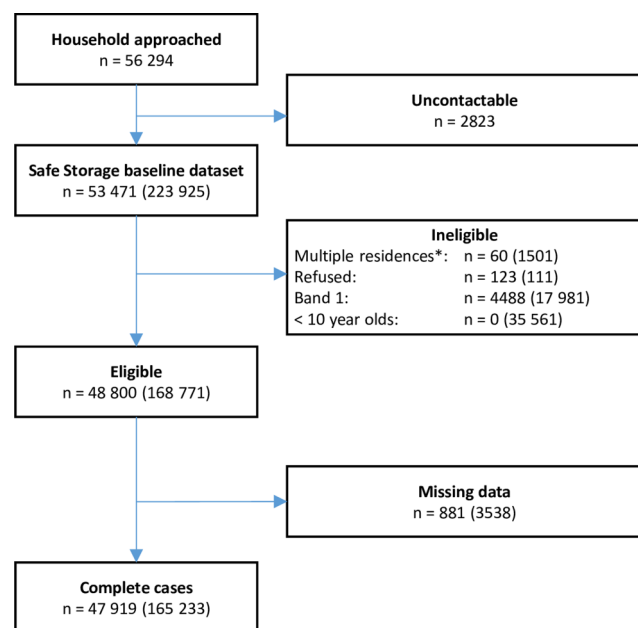 Household approached
n = 56 294
Uncontactable
n = 2823
Safe Storage baseline dataset
n = 53 471 (223 925)
Ineligible
Multiple residences*: n = 60 (1501)
Refused: n = 123 (111)
Band 1: n = 4488 (17 981)
< 10 year olds: n = 0 (35 561)
Eligible
n = 48 800 (168 771)
Missing data
n = 881 (3538)
Complete cases
n = 47 919 (165 233)